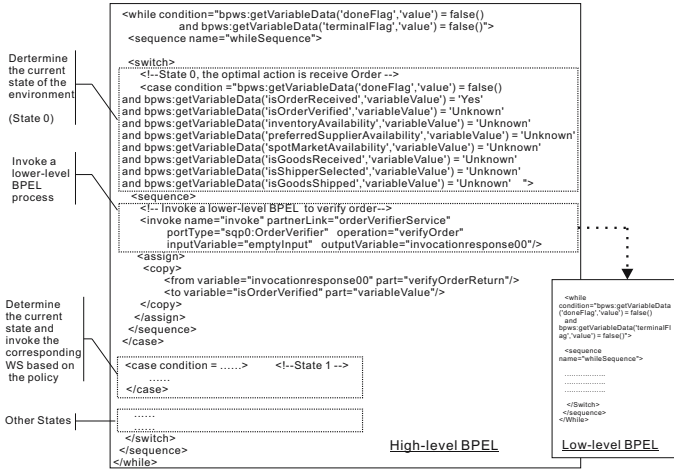 <while condition="bpws:getVariableData('doneFlag','value') = false()
and bpws:getVariableData('terminalFlag','value') = false()">
<sequence name="whileSequence">
<switch>
<!--State 0, the optimal action is receive Order -->
<case condition ="bpws:getVariableData('doneFlag','value') = false()
and bpws:getVariableData('isOrderReceived','variableValue') = 'Yes'
and bpws:getVariableData('isOrderVerified','variableValue') = 'Unknown'
and bpws:getVariableData('inventoryAvailability','variableValue') = 'Unknown'
and bpws:getVariableData('preferredSupplierAvailability','variableValue') = 'Unknown'
and bpws:getVariableData('spotMarketAvailability','variableValue') = 'Unknown'
and bpws:getVariableData('isGoodsReceived','variableValue') = 'Unknown'
and bpws:getVariableData('isShipperSelected','variableValue') = 'Unknown'
and bpws:getVariableData('isGoodsShipped','variableValue') = 'Unknown' ">
<sequence>
<!-- Invoke a lower-level BPEL to verify order-->
<invoke name="invoke" partnerLink="orderVerifierService"
portType="sqp0:OrderVerifier" operation="verifyOrder"
inputVariable="emptyInput" outputVariable="invocationresponse00"/>
<assign>
<copy>
<from variable="invocationresponse00" part="verifyOrderReturn"/>
<to variable="isOrderVerified" part="variableValue"/>
</copy>
</assign>
</sequence>
</case>
<case condition = ......> <!--State 1 -->
......
</case>
......
......
</switch>
</sequence>
</while>
High-level BPEL
Dertermine
the current
state of the
environment
(State 0)
Invoke a
lower-level
BPEL
process
Determine
the current
state and
invoke the
corresponding
WS based on
the policy
Other States
<while
condition="bpws:getVariableData
('doneFlag','value') = false()
and
bpws:getVariableData('terminalFl
ag','value') = false()">
<sequence
name="whileSequence">
...................
...................
...................
</Switch>
</sequence>
</While>
Low-level BPEL